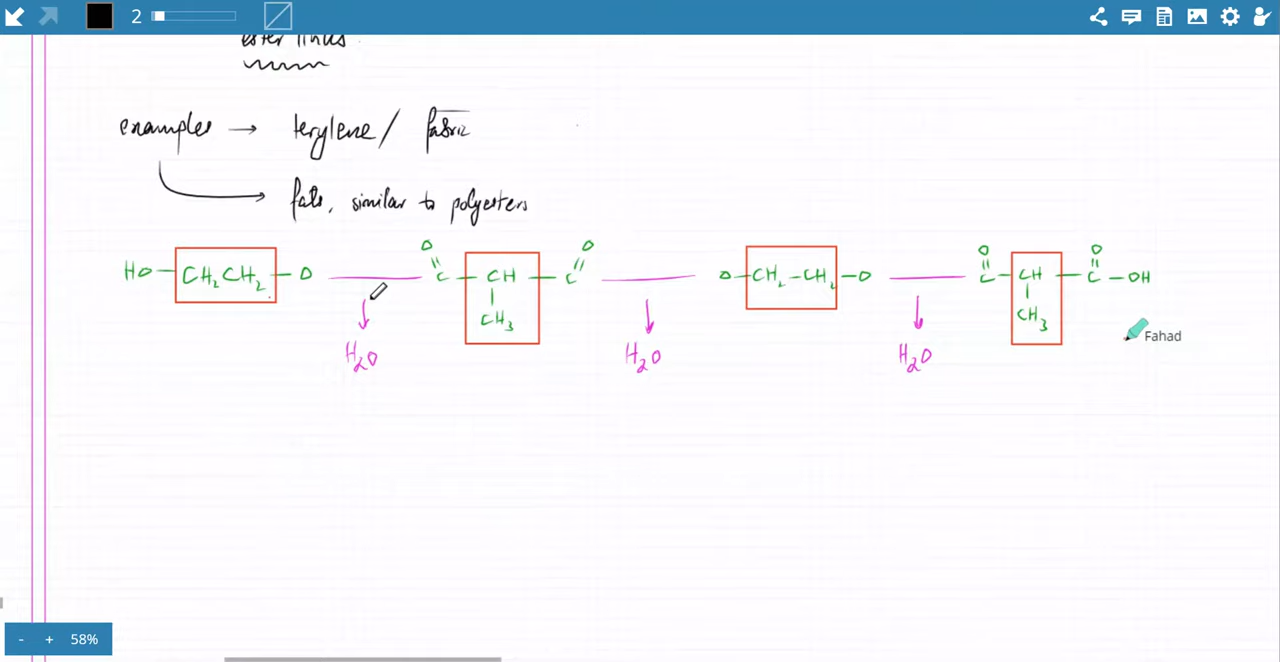 2
ester links
examples → terylene / fabric
fats, similar to polyesters
HO—CH₂CH₂—O
O
C—CH—C
O
CH₃
O—CH₂—CH₂—O
O
C—CH—C—OH
O
CH₃
H₂O
H₂O
H₂O
Fahad
- + 58%